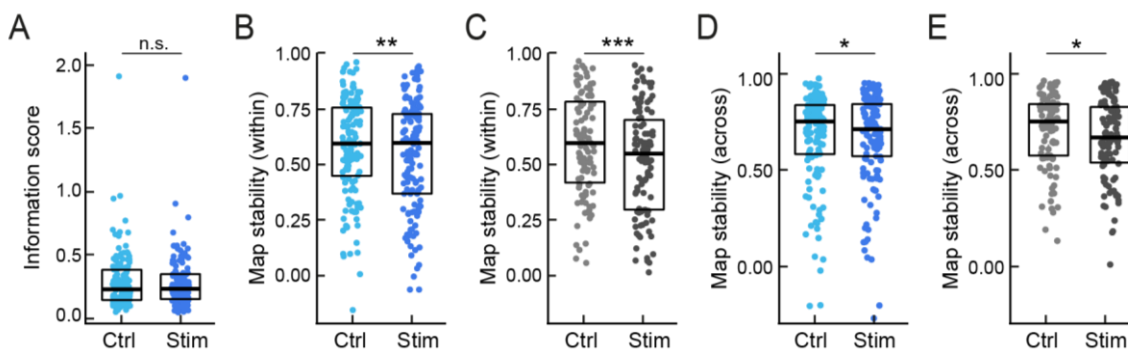 A
n.s.
Information score
2.0
1.5
1.0
0.5
0.0
Ctrl Stim
B
**
Map stability (within)
1.00
0.75
0.50
0.25
0.00
Ctrl Stim
C
***
Map stability (within)
1.00
0.75
0.50
0.25
0.00
Ctrl Stim
D
*
Map stability (across)
1.00
0.50
0.00
Ctrl Stim
E
*
Map stability (across)
1.00
0.50
0.00
Ctrl Stim